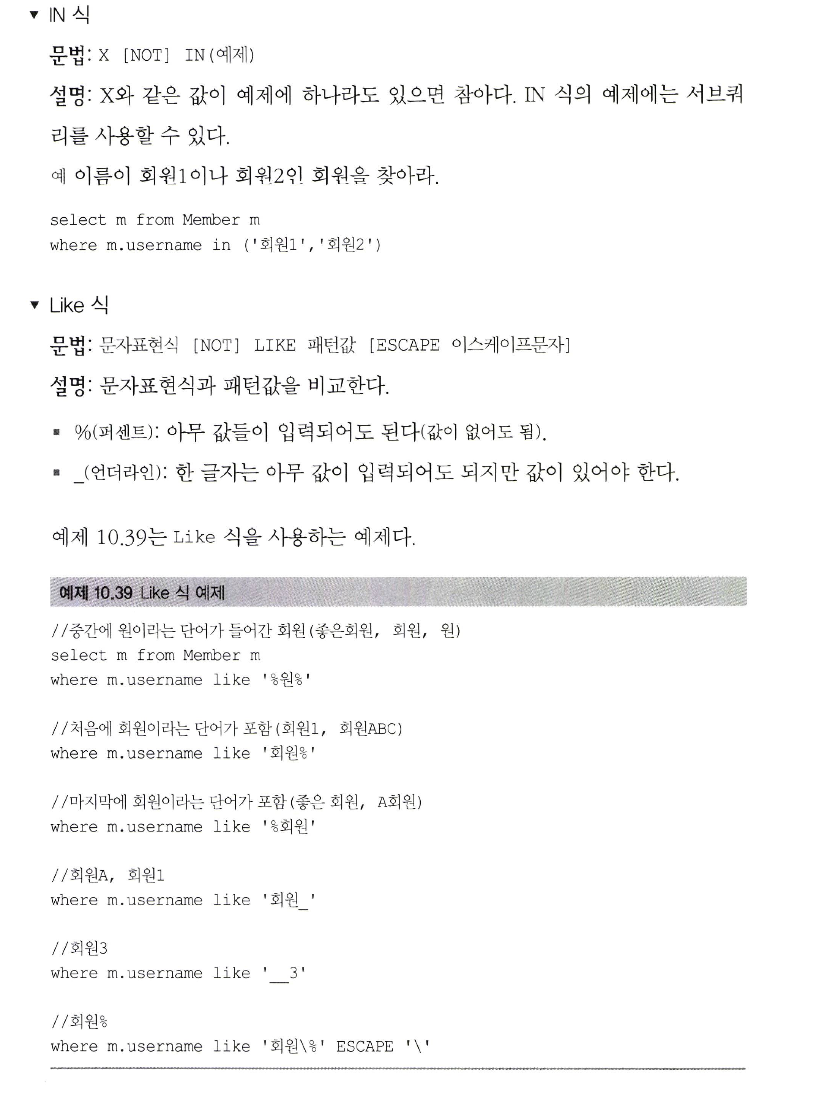 ▼ IN 식
문법: X [NOT] IN(예제)
설명: X와 같은 값이 예제에 하나라도 있으면 참아다. IN 식의 예제에는 서브쿼
리를 사용할 수 있다.
예 이름이 회원1이나 회원2인 회원을 찾아라.
select m from Member m
where m.username in ('회원1','회원2')
▼ Like 식
문법: 문자표현식 [NOT] LIKE 패턴값 [ESCAPE 이스케이프문자]
설명: 문자표현식과 패턴값을 비교한다.
▪ %(퍼센트): 아무 값들이 입력되어도 된다(값이 없어도 됨).
▪ _(언더라인): 한 글자는 아무 값이 입력되어도 되지만 값이 있어야 한다.
예제 10.39는 Like 식을 사용하는 예제다.
예제 10.39 Like 식 예제
//중간에 원이라는 단어가 들어간 회원(좋은회원, 회원, 원)
select m from Member m
where m.username like '%원%'
//처음에 회원이라는 단어가 포함(회원1, 회원ABC)
where m.username like '회원%'
//마지막에 회원이라는 단어가 포함(좋은 회원, A회원)
where m.username like '%회원'
//회원A, 회원1
where m.username like '회원_'
//회원3
where m.username like '__3'
//회원%
where m.username like '회원\%' ESCAPE '\'